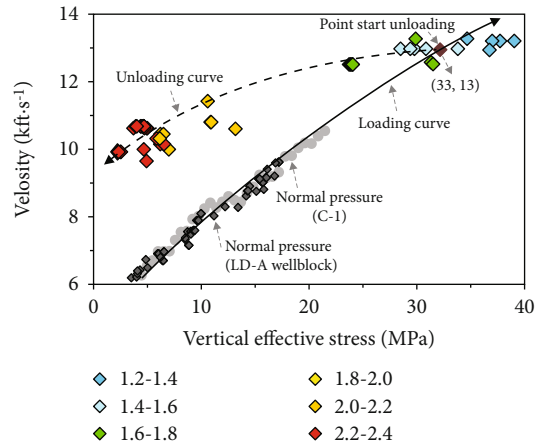 Velosity (kft·s⁻¹)
14
12
10
8
6
Point start unloading
Unloading curve
(33, 13)
Loading curve
Normal pressure
(C-1)
Normal pressure
(LD-A wellblock)
0 10 20 30 40
Vertical effective stress (MPa)
1.2-1.4 1.8-2.0
1.4-1.6 2.0-2.2
1.6-1.8 2.2-2.4